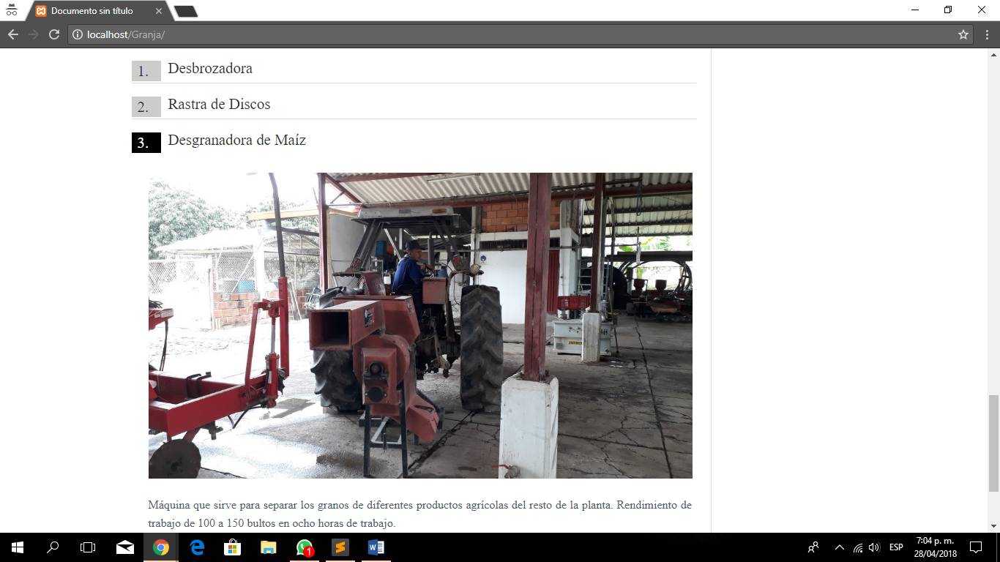 Documento sin título
localhost/Granja/
1. Desbrozadora
2. Rastra de Discos
3. Desgranadora de Maíz
Máquina que sirve para separar los granos de diferentes productos agrícolas del resto de la planta. Rendimiento de
trabajo de 100 a 150 bultos en ocho horas de trabajo.
1
ESP
7:04 p. m.
28/04/2018